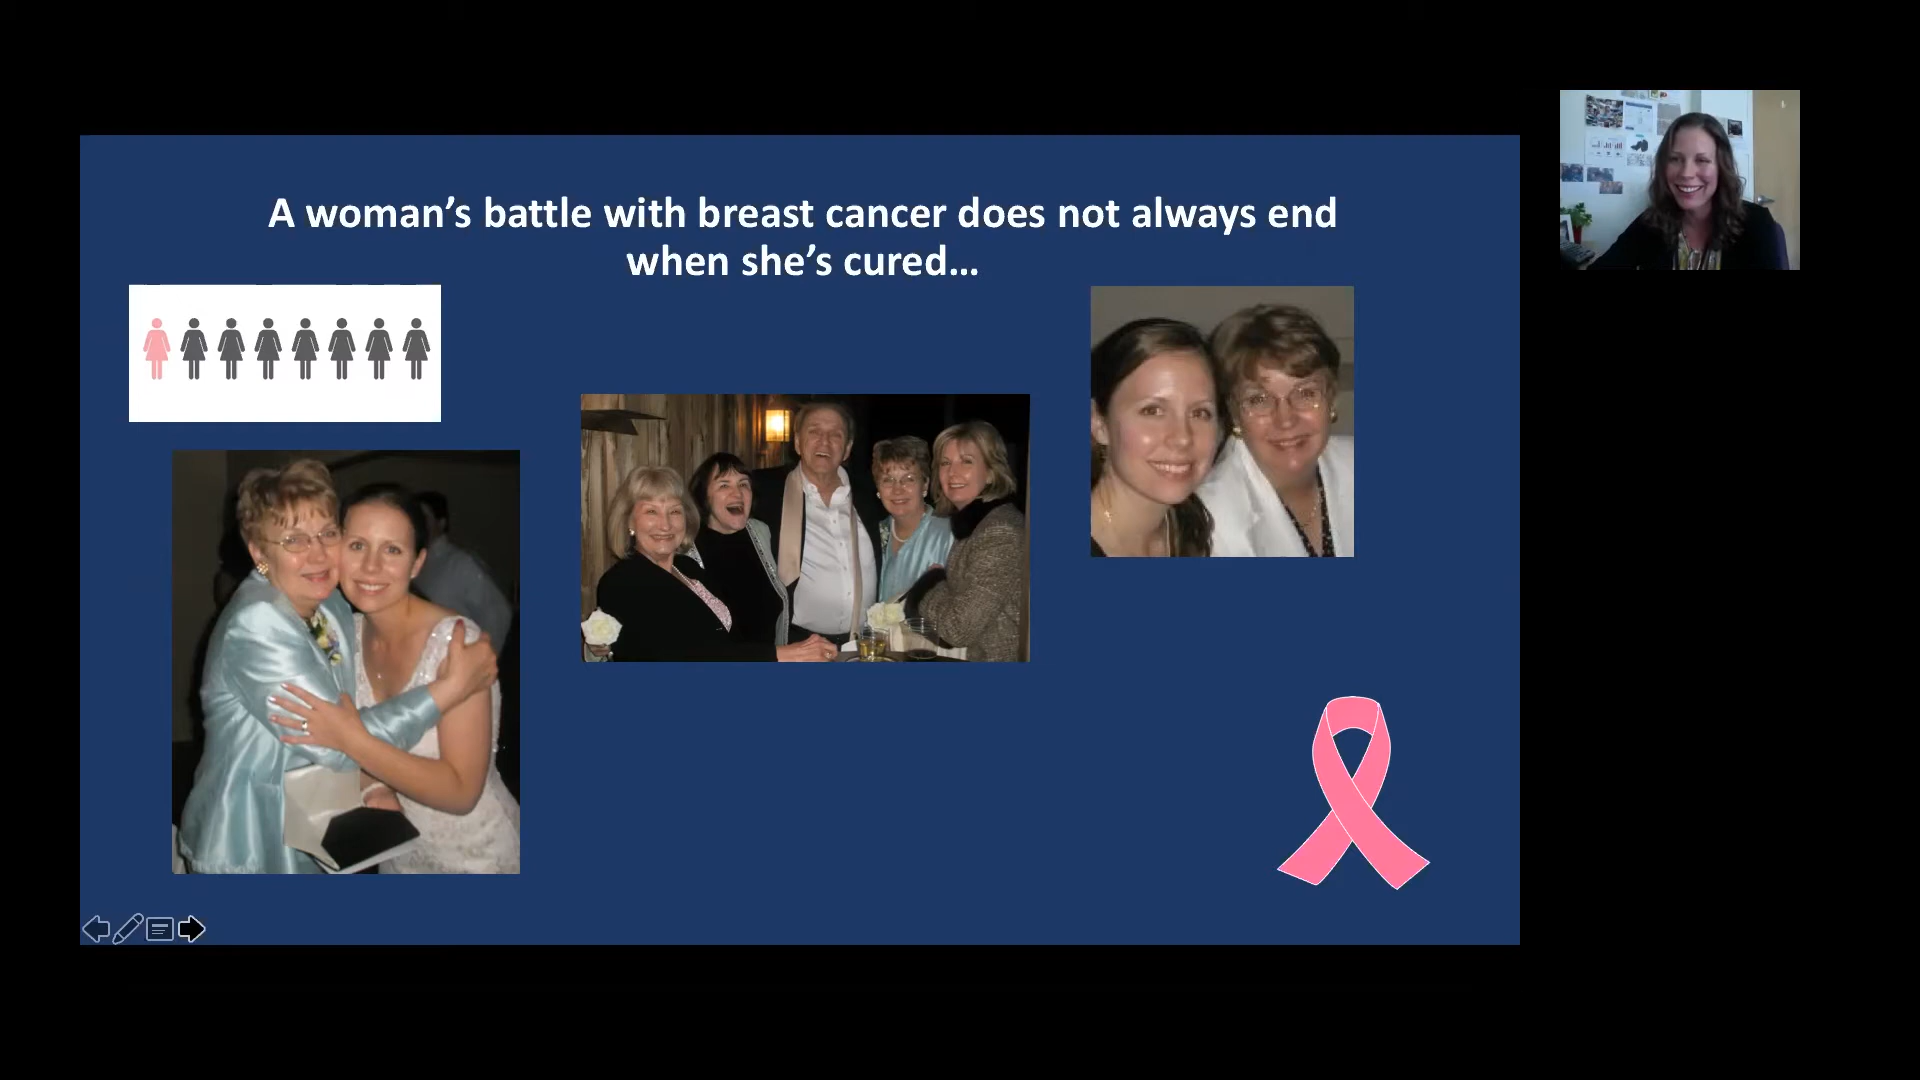 A woman’s battle with breast cancer does not always end
when she’s cured…